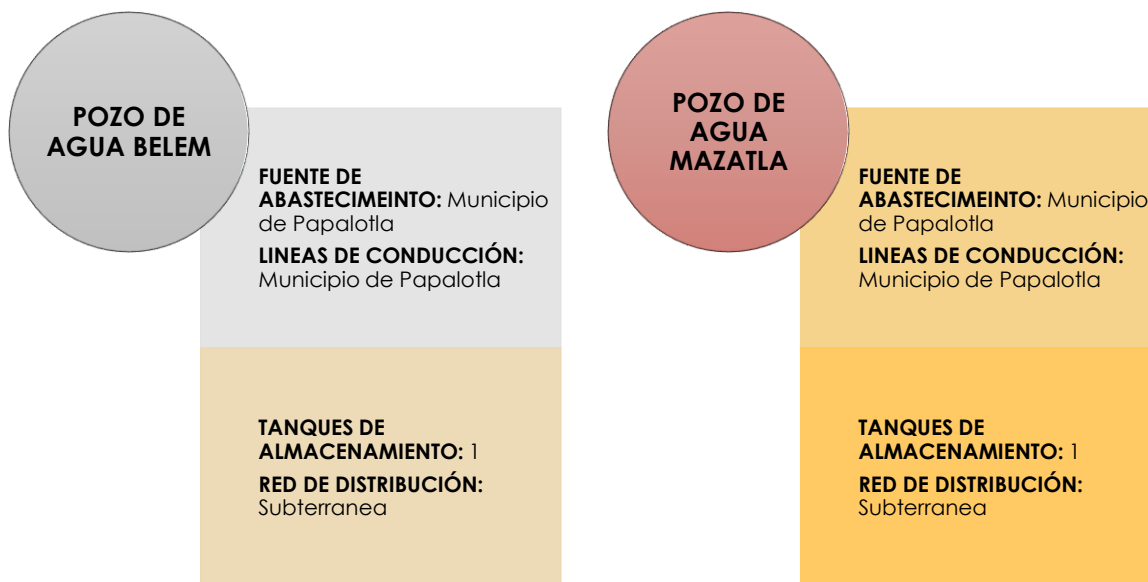 POZO DE
AGUA BELEM
FUENTE DE
ABASTECIMEINTO: Municipio
de Papalotla
LINEAS DE CONDUCCIÓN:
Municipio de Papalotla
TANQUES DE
ALMACENAMIENTO: 1
RED DE DISTRIBUCIÓN:
Subterranea
POZO DE
AGUA
MAZATLA
FUENTE DE
ABASTECIMEINTO: Municipio
de Papalotla
LINEAS DE CONDUCCIÓN:
Municipio de Papalotla
TANQUES DE
ALMACENAMIENTO: 1
RED DE DISTRIBUCIÓN:
Subterranea